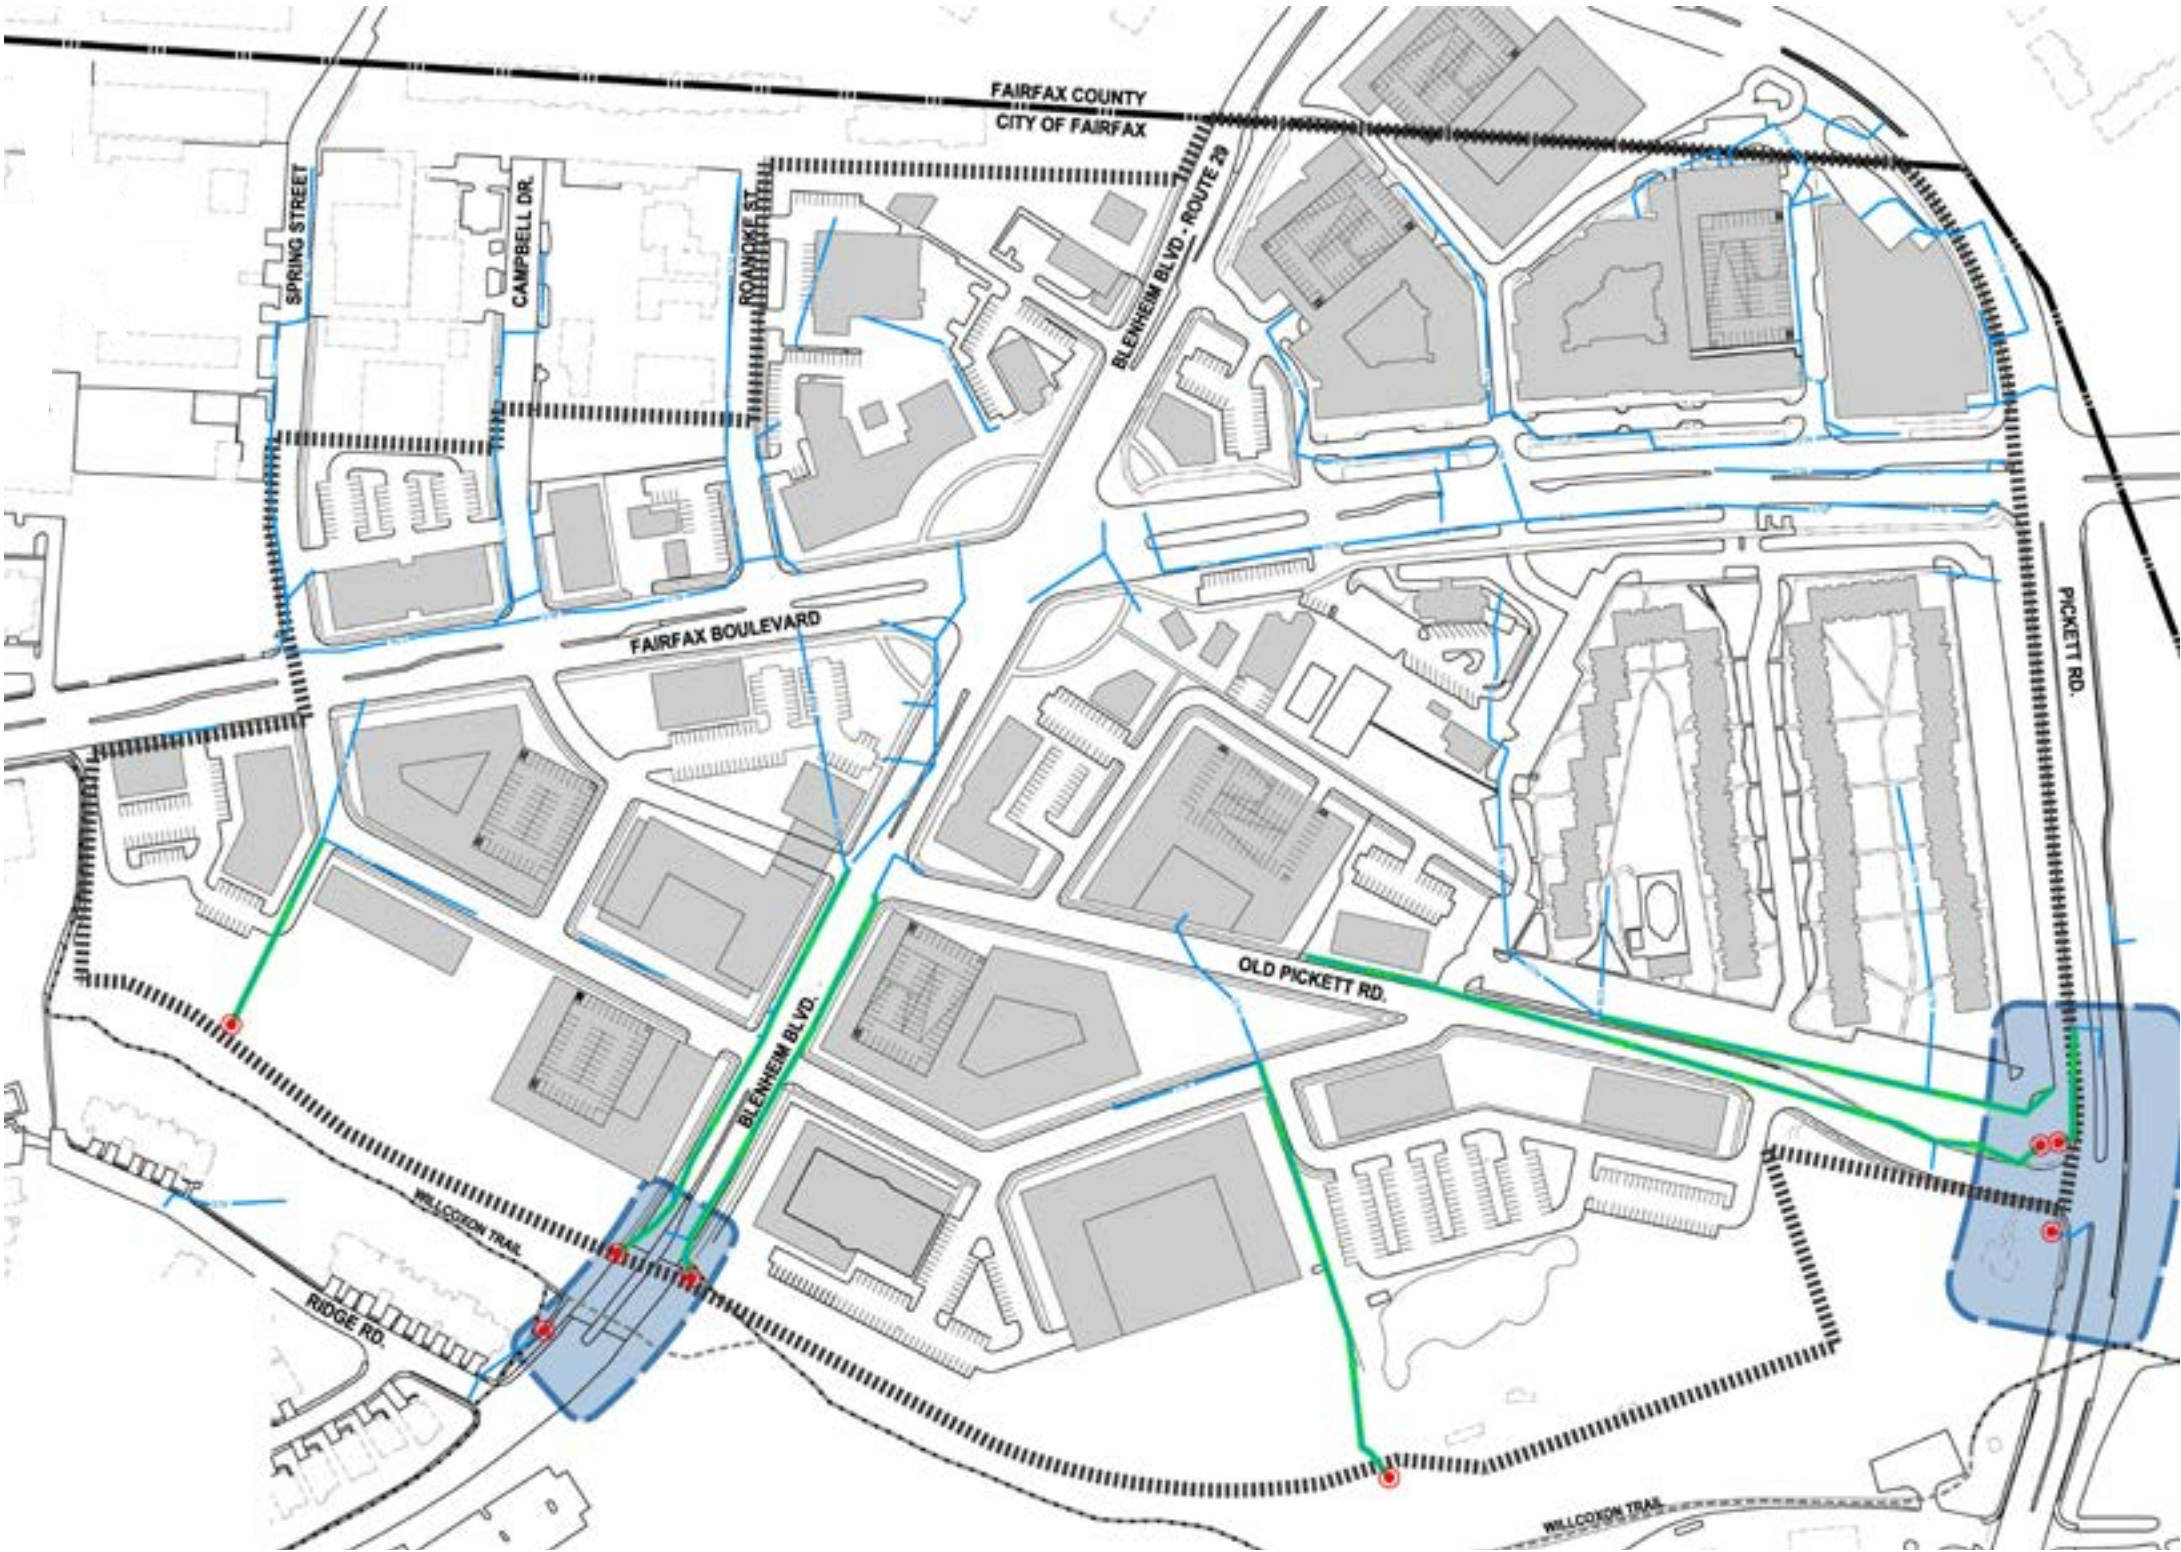 FAIRFAX COUNTY
CITY OF FAIRFAX
SPRING STREET
CAMPBELL DR.
ROANOKE ST.
BLENHEIM BLVD - ROUTE 29
FAIRFAX BOULEVARD
PICKETT RD.
OLD PICKETT RD.
BLENHEIM BLVD.
WILLCOXON TRAIL
RIDGE RD.
WILLCOXON TRAIL